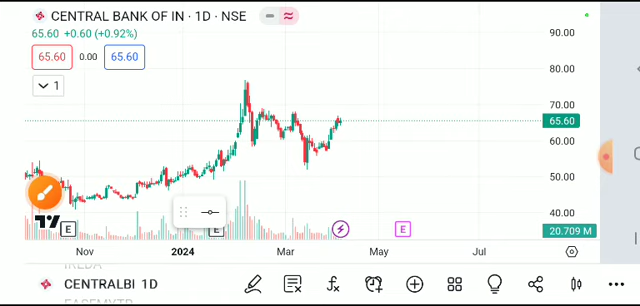 CENTRAL BANK OF IN · 1D · NSE
65.60 +0.60 (+0.92%)
65.60 0.00 65.60
1
90.00
80.00
70.00
65.60
60.00
50.00
40.00
20.709 M
E E E
Nov 2024 Mar May Jul
CENTRALBI 1D